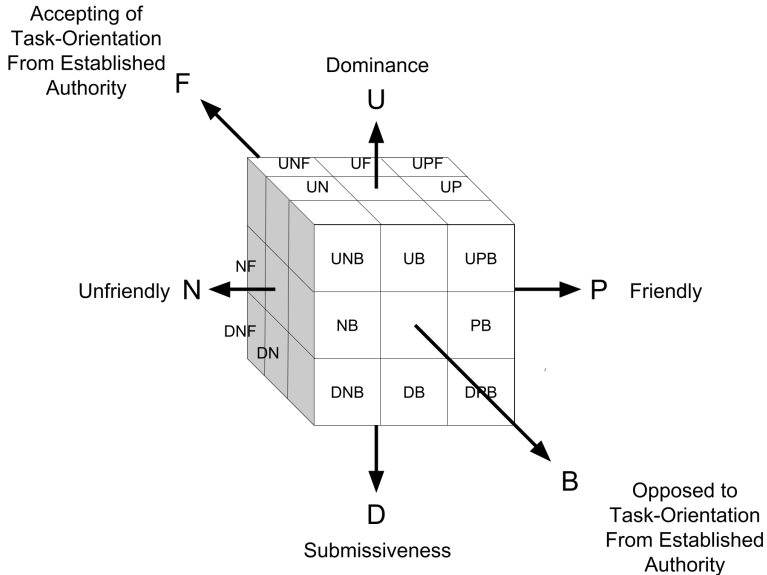 Accepting of
Task-Orientation
From Established
Authority
F
Dominance
U
UNF UF UPF
UN UP
UNB UB UPB
NF
Unfriendly N
P Friendly
NB PB
DNF
DN
DNB DB DPB
B
D
Submissiveness
Opposed to
Task-Orientation
From Established
Authority